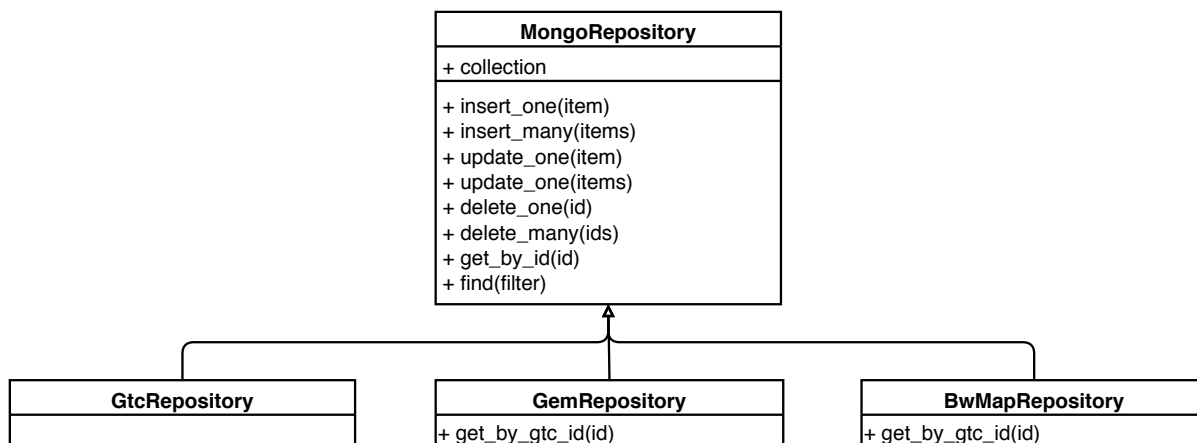 MongoRepository
+ collection
+ insert_one(item)
+ insert_many(items)
+ update_one(item)
+ update_one(items)
+ delete_one(id)
+ delete_many(ids)
+ get_by_id(id)
+ find(filter)
GtcRepository
GemRepository
BwMapRepository
+ get_by_gtc_id(id)
+ get_by_gtc_id(id)